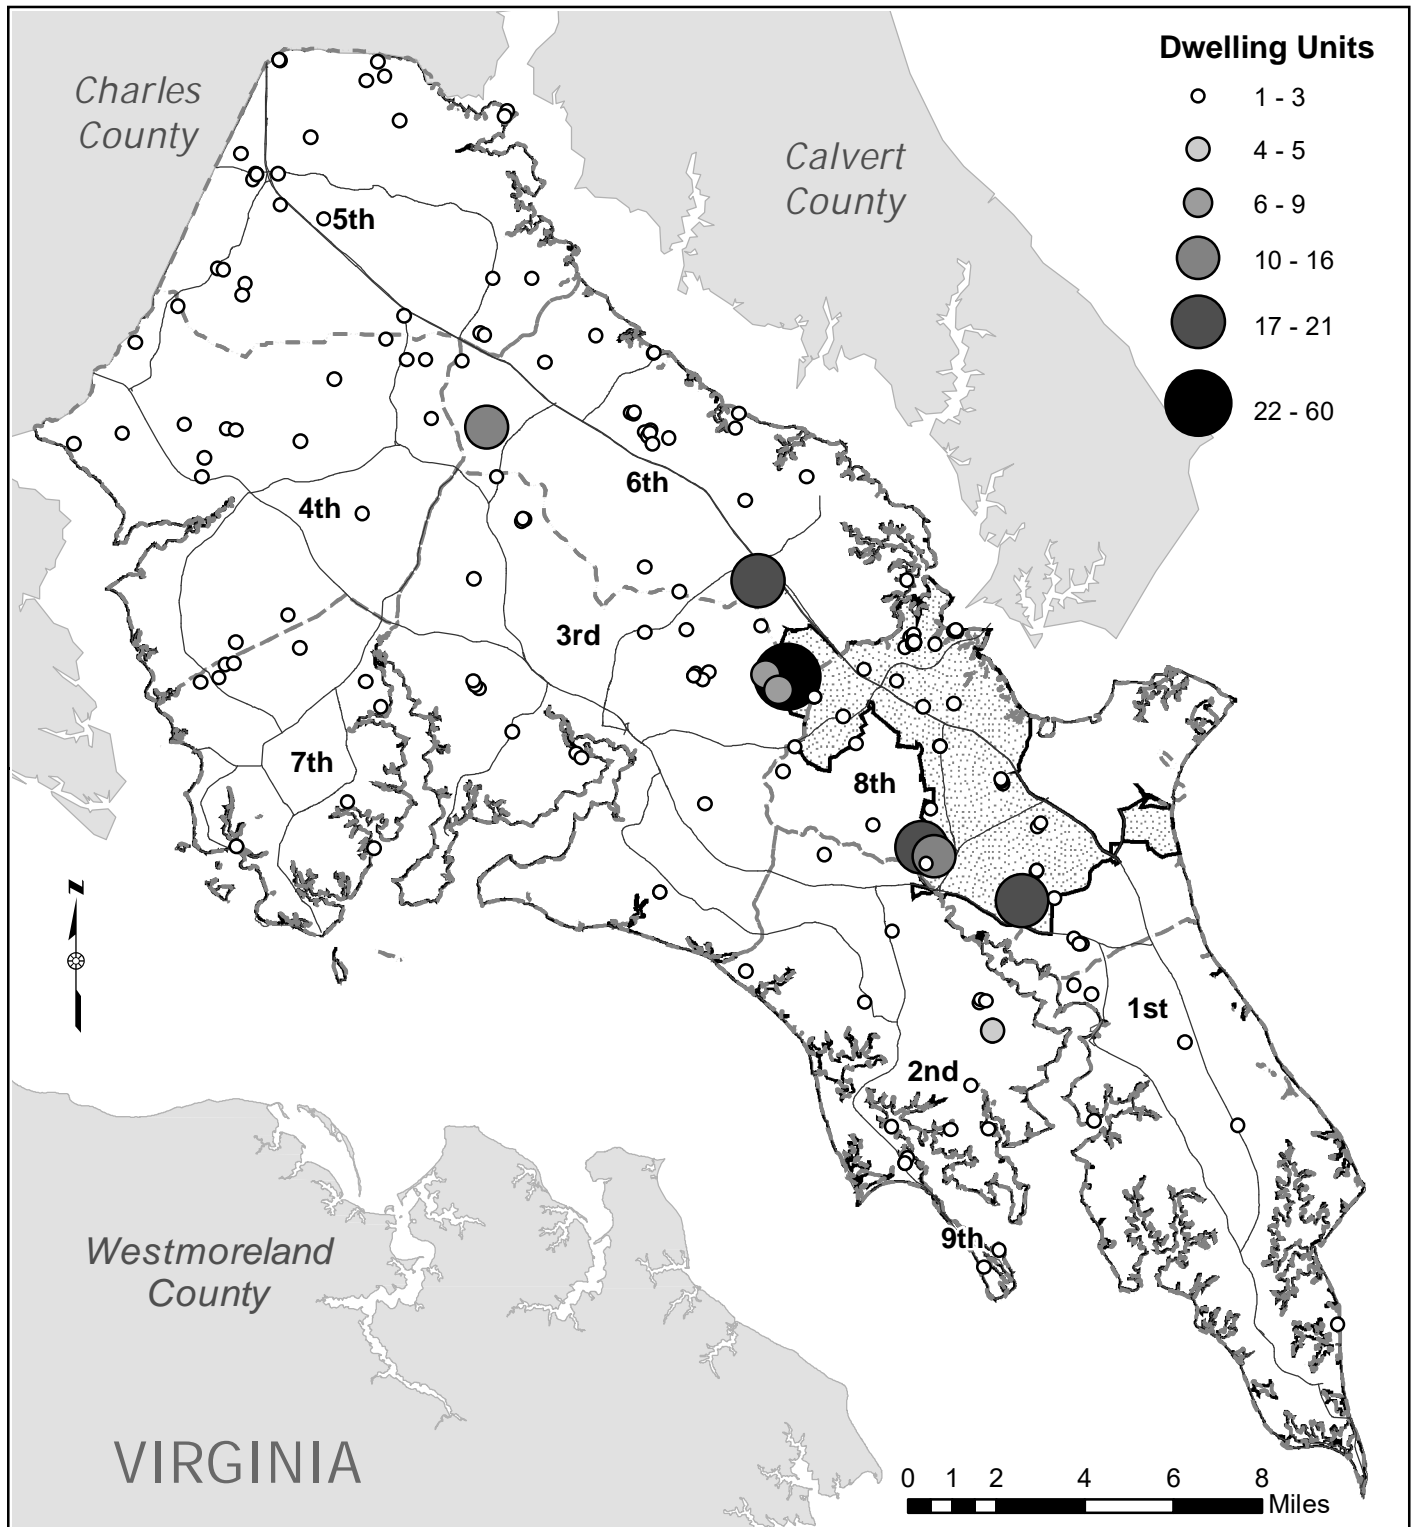 Dwelling Units
1 - 3
4 - 5
6 - 9
10 - 16
17 - 21
22 - 60
Charles
County
Calvert
County
5th
6th
4th
3rd
7th
8th
N
1st
2nd
9th
Westmoreland
County
VIRGINIA
0 1 2 4 6 8
Miles